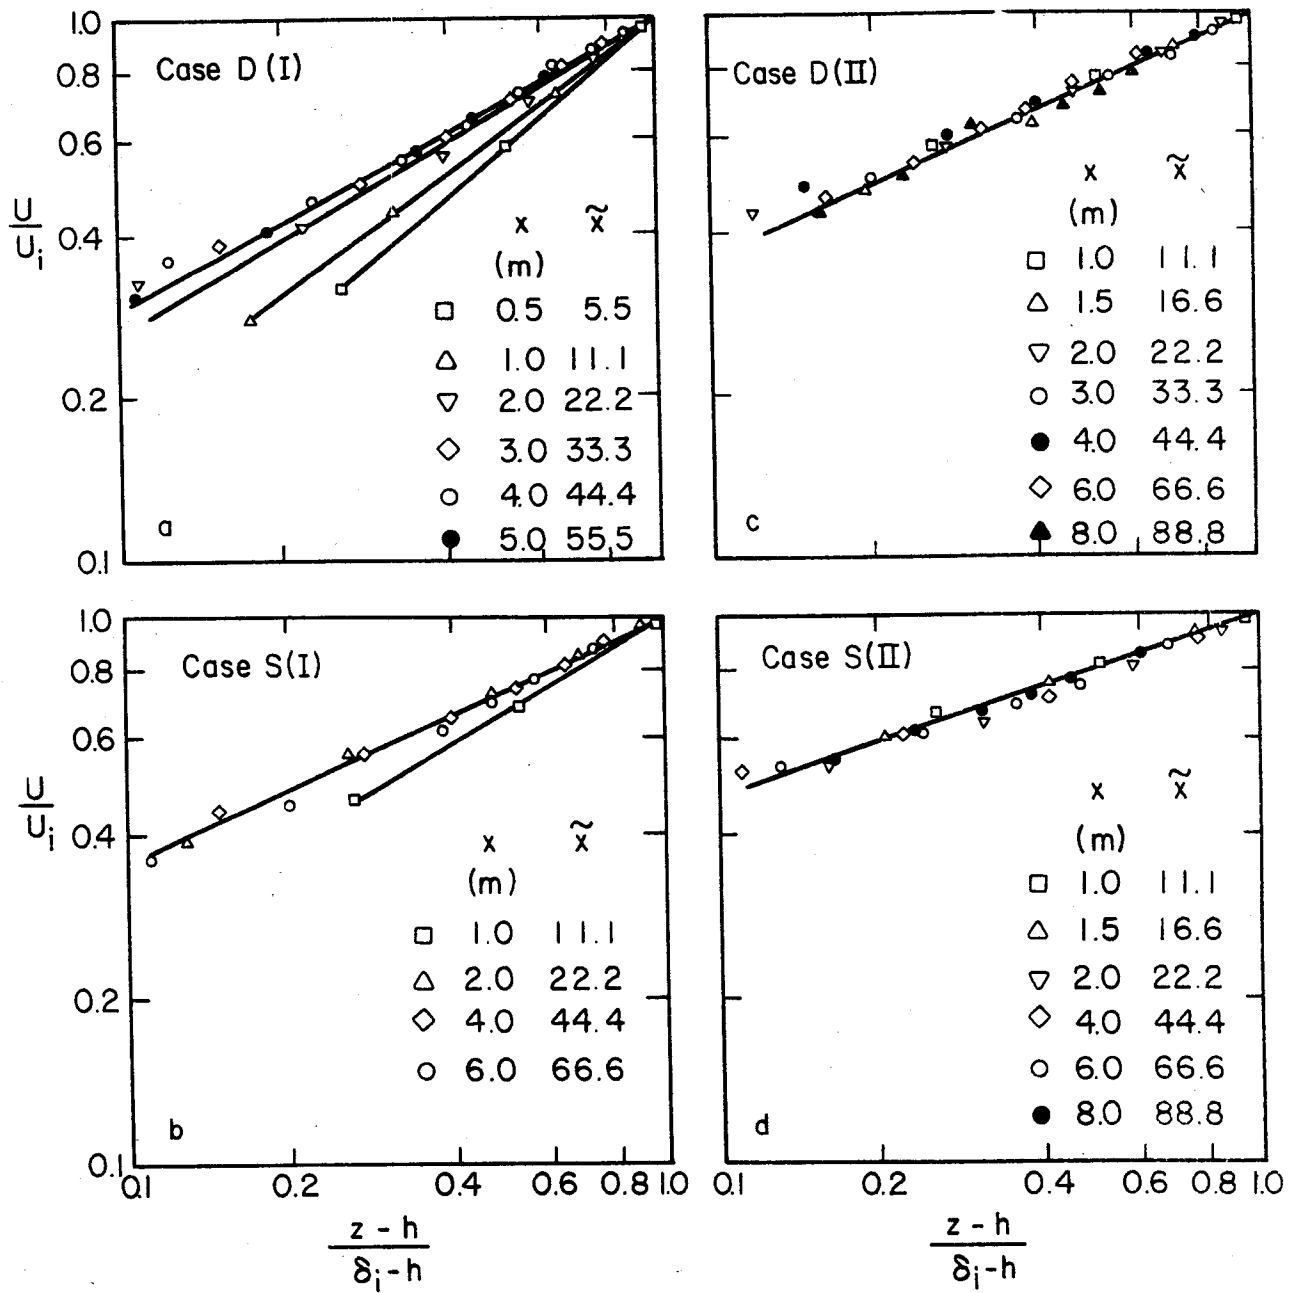 Case D (I)
1.0
0.8
0.6
0.4
0.2
0.1
U
Ui
x x̃
(m)
□ 0.5 5.5
△ 1.0 11.1
▽ 2.0 22.2
◇ 3.0 33.3
○ 4.0 44.4
● 5.0 55.5
a
Case D(II)
x x̃
(m)
□ 1.0 11.1
△ 1.5 16.6
▽ 2.0 22.2
○ 3.0 33.3
● 4.0 44.4
◇ 6.0 66.6
▲ 8.0 88.8
c
Case S(I)
1.0
0.8
0.6
0.4
0.2
0.1
U
Ui
x x̃
(m)
□ 1.0 11.1
△ 2.0 22.2
◇ 4.0 44.4
○ 6.0 66.6
b
0.1 0.2 0.4 0.6 0.8 1.0
z - h
δi - h
Case S(II)
x x̃
(m)
□ 1.0 11.1
△ 1.5 16.6
▽ 2.0 22.2
◇ 4.0 44.4
○ 6.0 66.6
● 8.0 88.8
d
0.1 0.2 0.4 0.6 0.8 1.0
z - h
δi - h